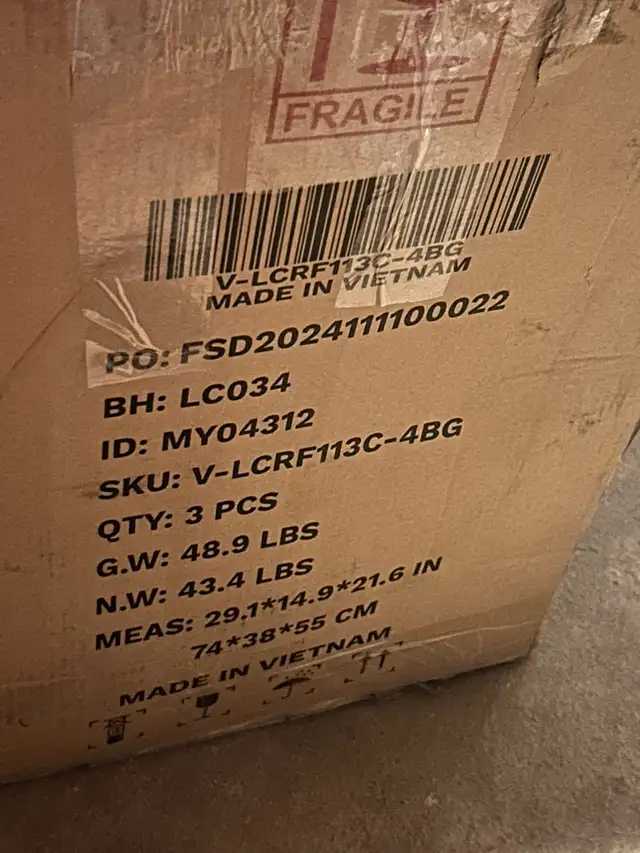 FRAGILE
V-LCRF113C-4BG
MADE IN VIETNAM
PO: FSD2024111100022
BH: LC034
ID: MY04312
SKU: V-LCRF113C-4BG
QTY: 3 PCS
G.W: 48.9 LBS
N.W: 43.4 LBS
MEAS: 29.1*14.9*21.6 IN
74*38*55 CM
MADE IN VIETNAM